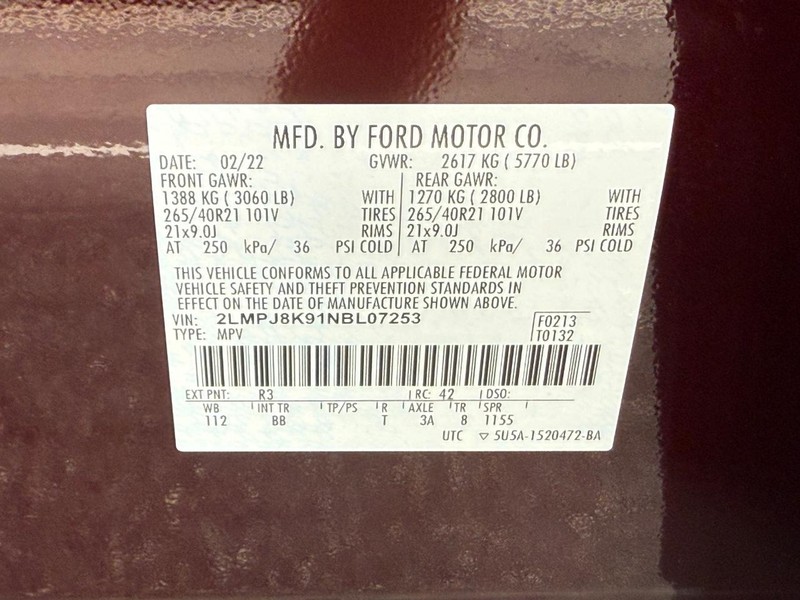 MFD. BY FORD MOTOR CO.
DATE: 02/22 GVWR: 2617 KG ( 5770 LB)
FRONT GAWR: REAR GAWR:
1388 KG ( 3060 LB) WITH 1270 KG ( 2800 LB) WITH
265/40R21 101V TIRES 265/40R21 101V TIRES
21x9.0J RIMS 21x9.0J RIMS
AT 250 kPa/ 36 PSI COLD AT 250 kPa/ 36 PSI COLD
THIS VEHICLE CONFORMS TO ALL APPLICABLE FEDERAL MOTOR
VEHICLE SAFETY AND THEFT PREVENTION STANDARDS IN
EFFECT ON THE DATE OF MANUFACTURE SHOWN ABOVE.
VIN: 2LMPJ8K91NBL07253 F0213
TYPE: MPV T0132
EXT PNT: R3 RC: 42 DSO:
WB INT TR TP/PS R AXLE TR SPR
112 BB T 3A 8 1155
UTC ▽ 5U5A-1520472-BA